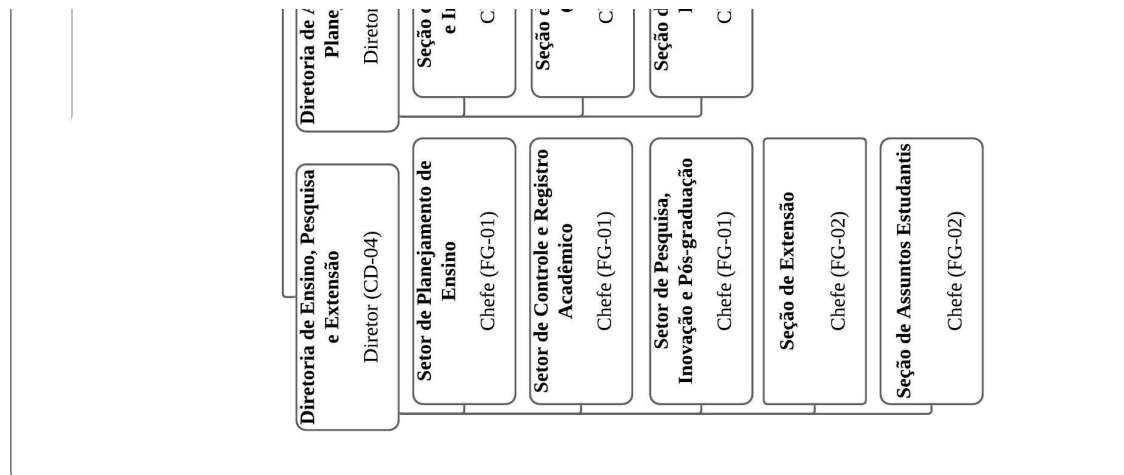 Diretoria de
Diretor
Seção
e
Seção
Seção
Diretoria de Ensino, Pesquisa
e Extensão
Diretor (CD-04)
Setor de Planejamento de
Ensino
Chefe (FG-01)
Setor de Controle e Registro
Acadêmico
Chefe (FG-01)
Setor de Pesquisa,
Inovação e Pós-graduação
Chefe (FG-01)
Seção de Extensão
Chefe (FG-02)
Seção de Assuntos Estudantis
Chefe (FG-02)